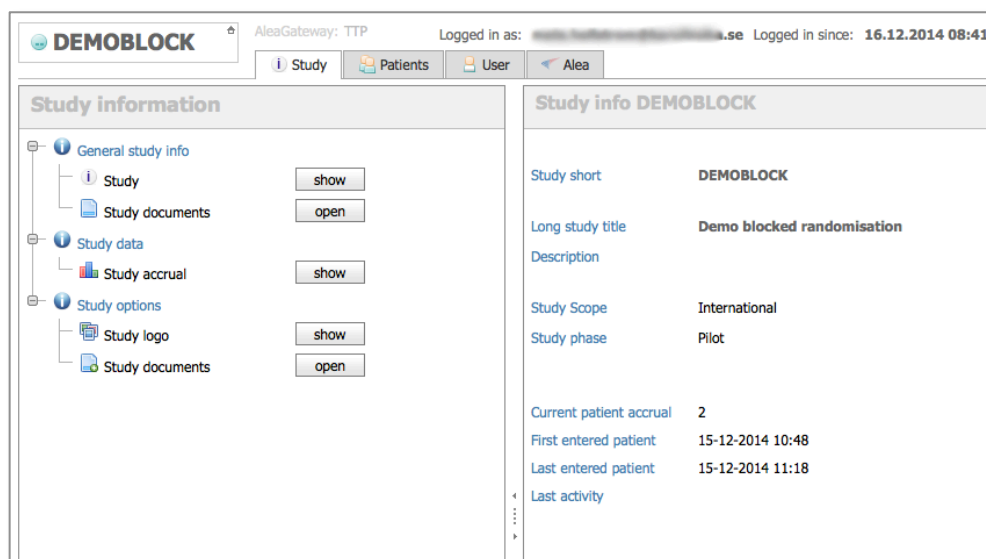 DEMOBLOCK
AleaGateway: TTP
Logged in as: .se Logged in since: 16.12.2014 08:41
Study
Patients
User
Alea
Study information
General study info
Study show
Study documents open
Study data
Study accrual show
Study options
Study logo show
Study documents open
Study info DEMOBLOCK
Study short DEMOBLOCK
Long study title Demo blocked randomisation
Description
Study Scope International
Study phase Pilot
Current patient accrual 2
First entered patient 15-12-2014 10:48
Last entered patient 15-12-2014 11:18
Last activity